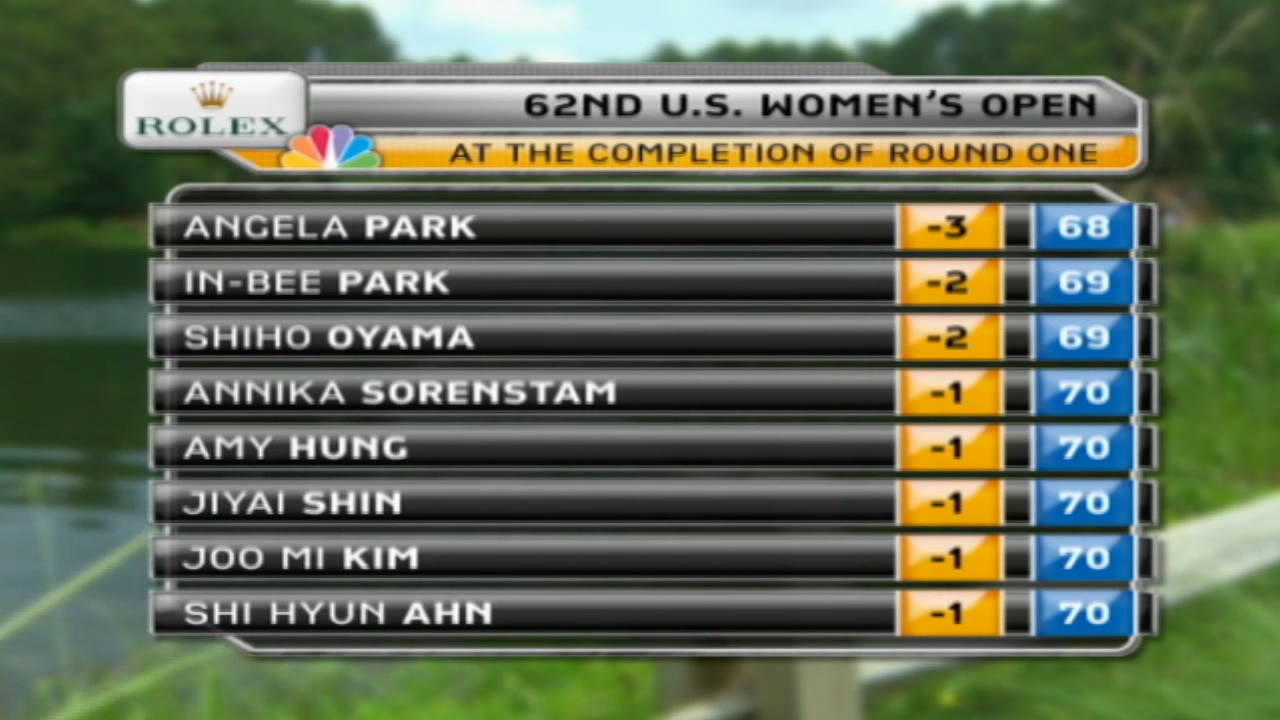 ROLEX
62ND U.S. WOMEN'S OPEN
AT THE COMPLETION OF ROUND ONE
ANGELA PARK -3 68
IN-BEE PARK -2 69
SHIHO OYAMA -2 69
ANNIKA SORENSTAM -1 70
AMY HUNG -1 70
JIYAI SHIN -1 70
JOO MI KIM -1 70
SHI HYUN AHN -1 70